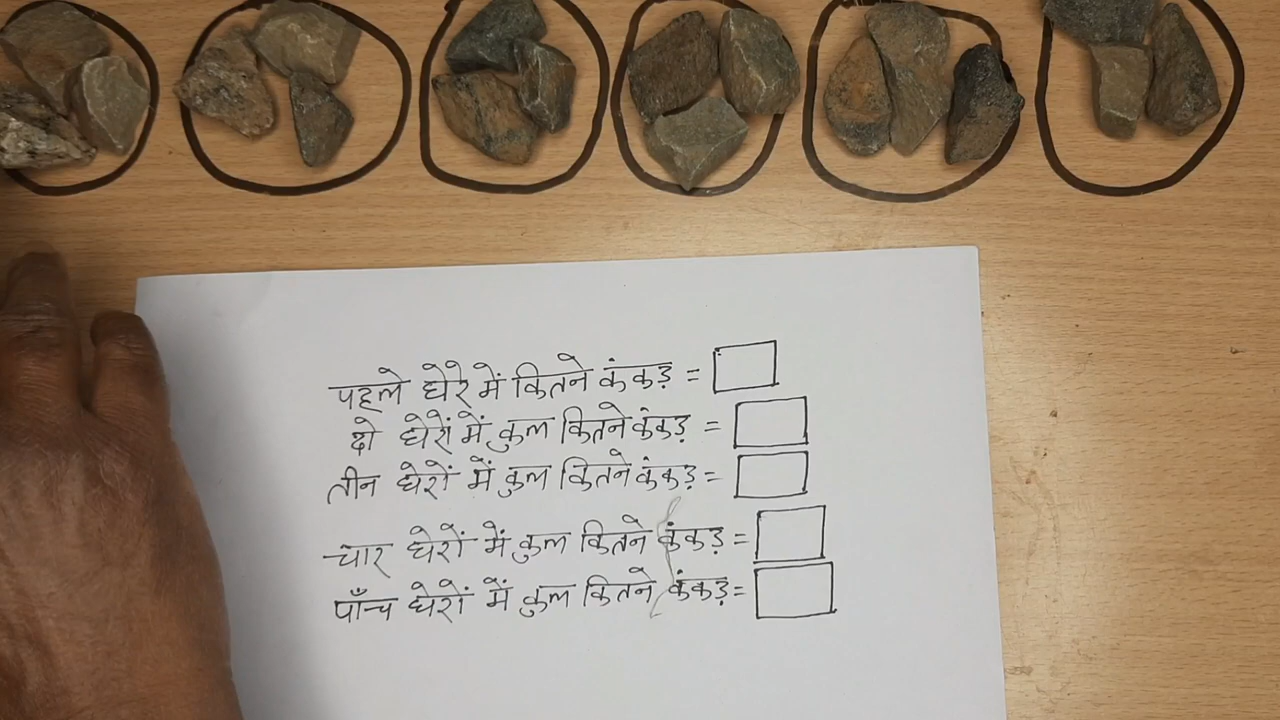 पहले घेरे में कितने कंकड़ =
दो घेरों में कुल कितने कंकड़ =
तीन घेरों में कुल कितने कंकड़ =
चार घेरों में कुल कितने कंकड़ =
पाँच घेरों में कुल कितने कंकड़ =